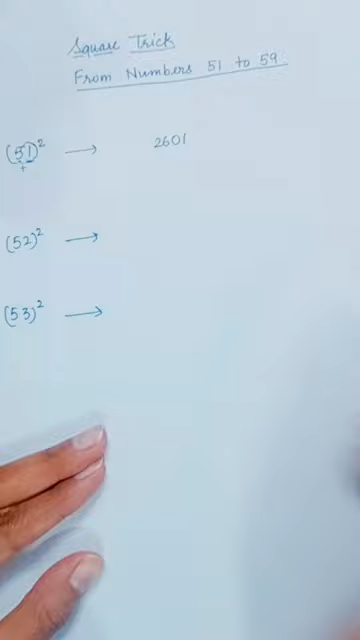 Square Trick
From Numbers 51 to 59
(51)² → 2601
+
(52)² →
(53)² →